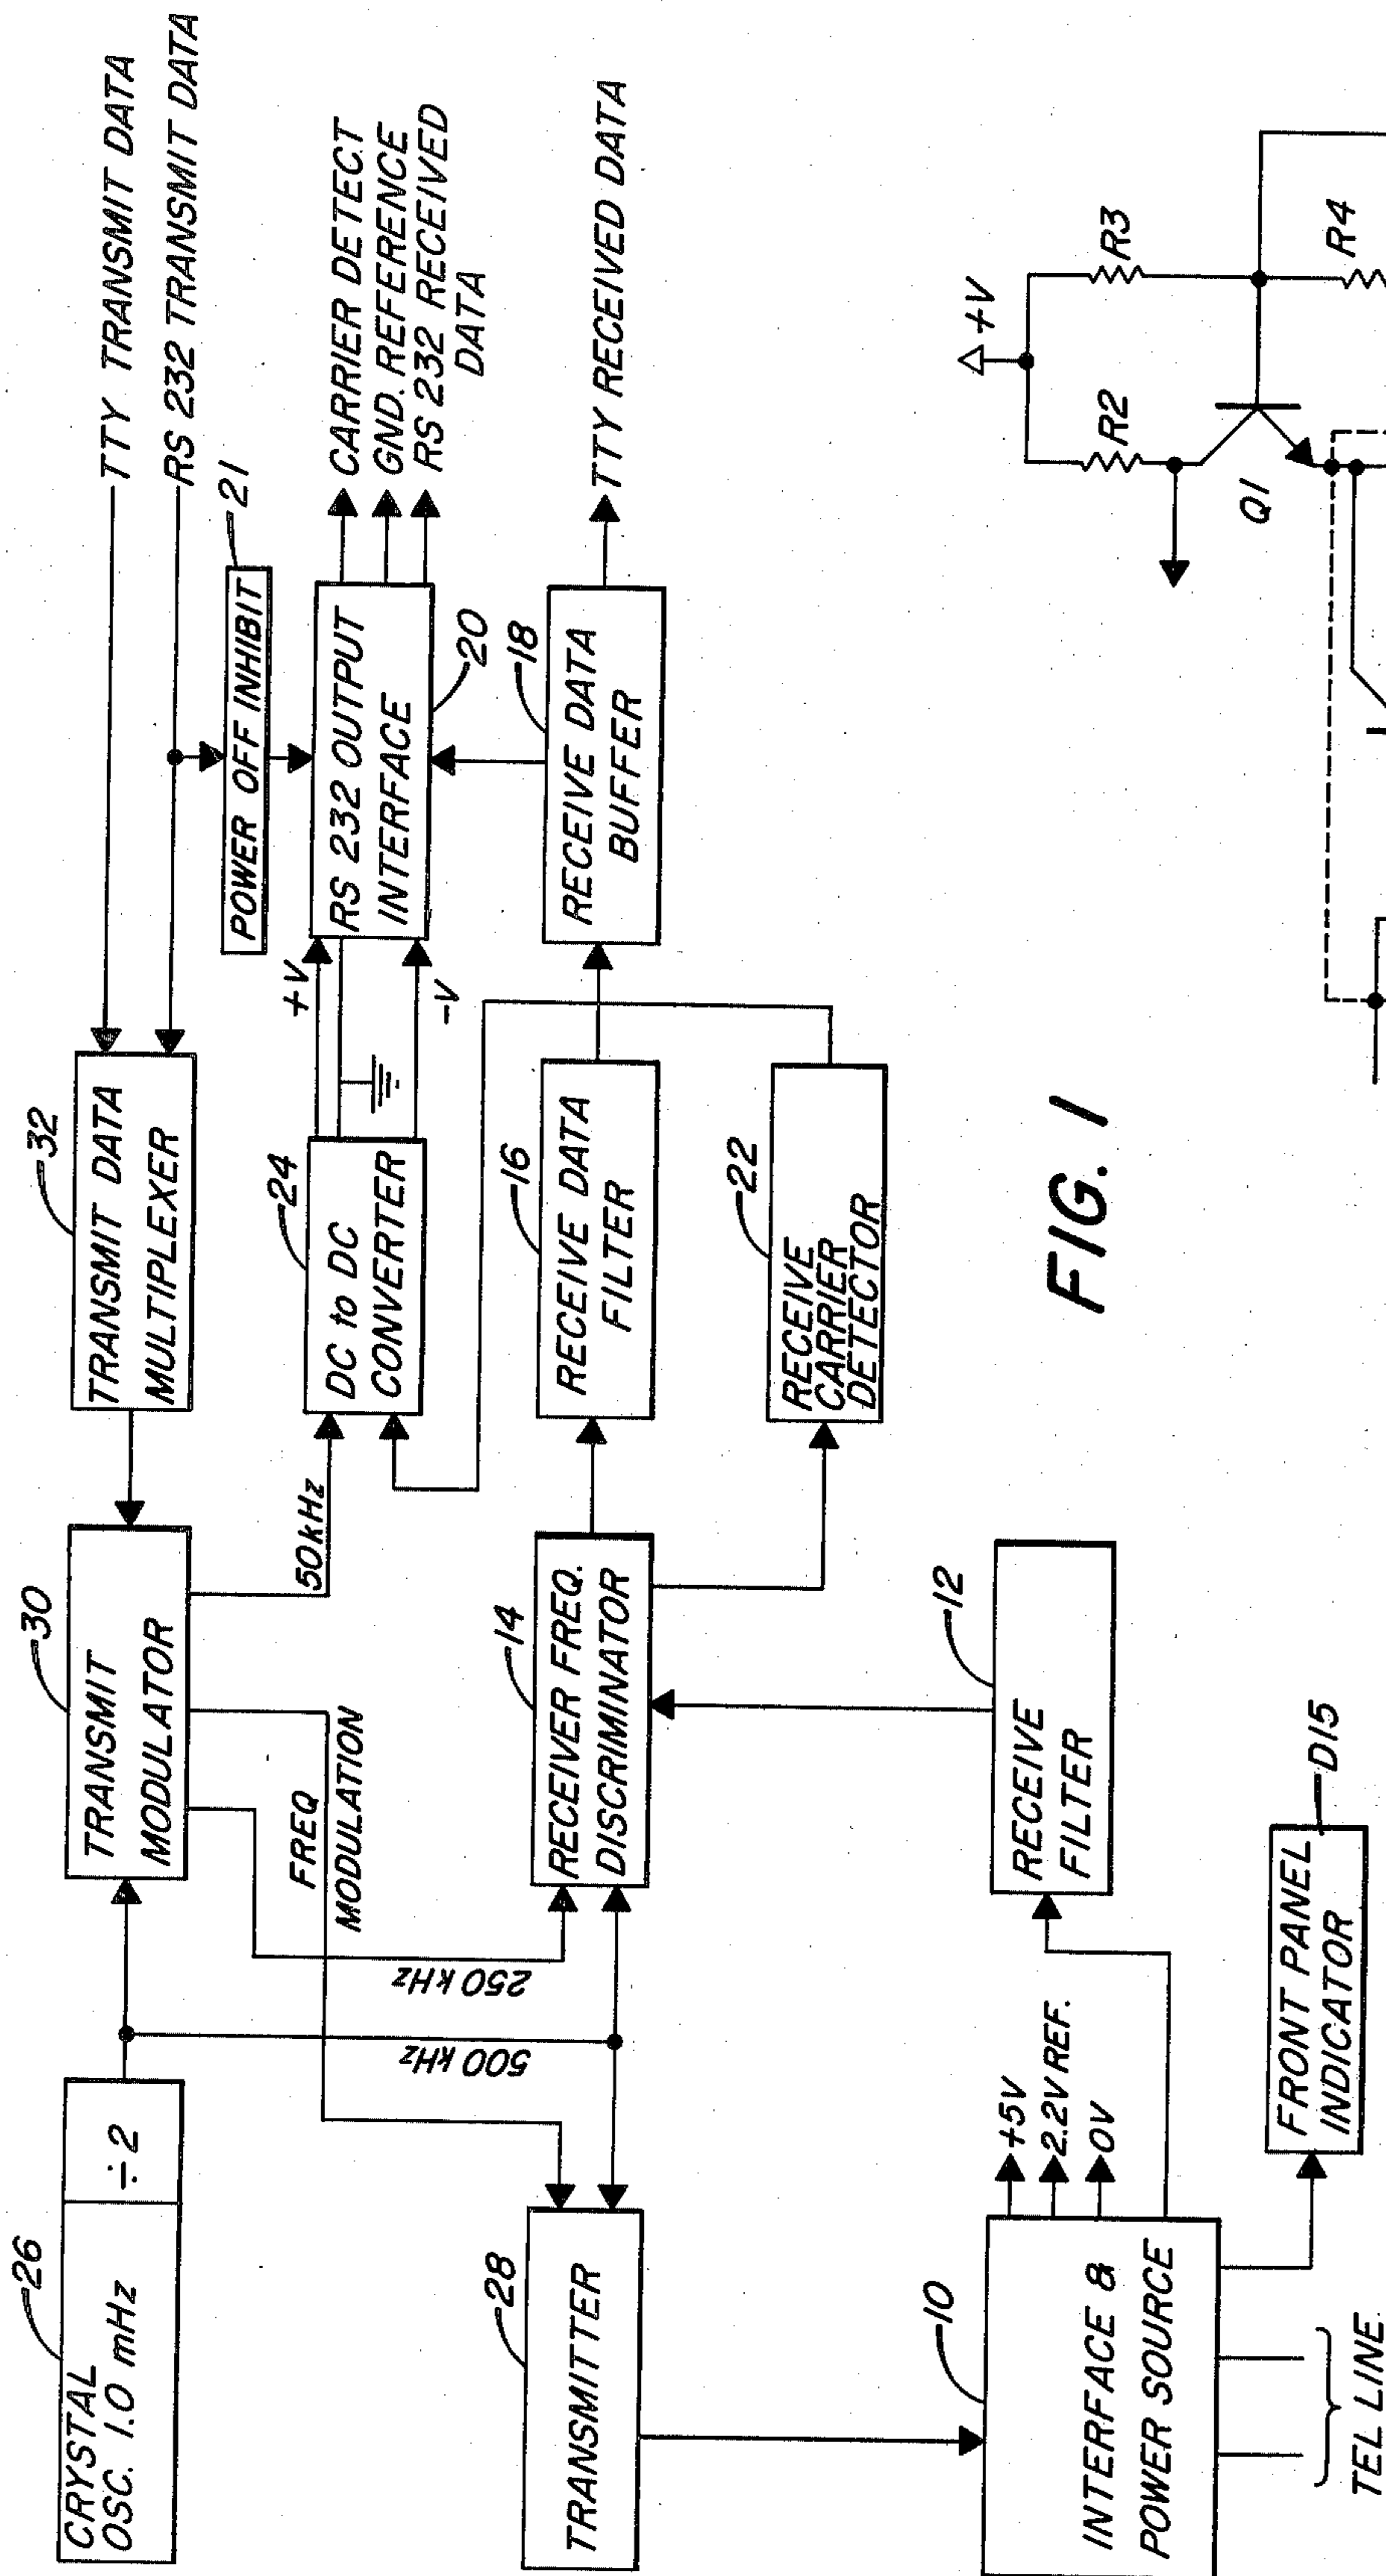 26
CRYSTAL
OSC. 1.0 mHz
÷2
30
TRANSMIT
MODULATOR
32
TRANSMIT DATA
MULTIPLEXER
TTY TRANSMIT DATA
RS 232 TRANSMIT DATA
500 kHz
250 kHz
FREQ
MODULATION
50kHz
24
DC to DC
CONVERTER
+V
-V
POWER OFF INHIBIT
21
RS 232 OUTPUT
INTERFACE
20
CARRIER DETECT
GND. REFERENCE
RS 232 RECEIVED
DATA
28
TRANSMITTER
14
RECEIVER FREQ.
DISCRIMINATOR
16
RECEIVE DATA
FILTER
18
RECEIVE DATA
BUFFER
TTY RECEIVED DATA
22
RECEIVE
CARRIER
DETECTOR
10
INTERFACE &
POWER SOURCE
+5V
2.2V REF.
0V
12
RECEIVE
FILTER
TEL LINE
FRONT PANEL
INDICATOR
D15
FIG. 1
+V
R2
R3
Q1
R4